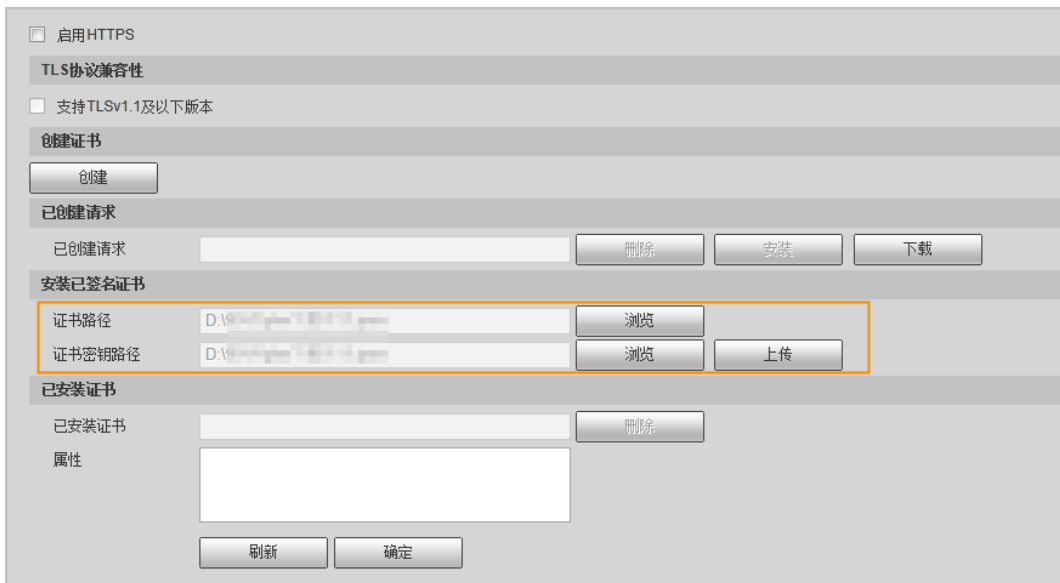 启用HTTPS
TLS协议兼容性
支持TLSv1.1及以下版本
创建证书
创建
已创建请求
已创建请求 删除 安装 下载
安装已签名证书
证书路径 D:\ 浏览
证书密钥路径 D:\ 浏览 上传
已安装证书
已安装证书 删除
属性
刷新 确定